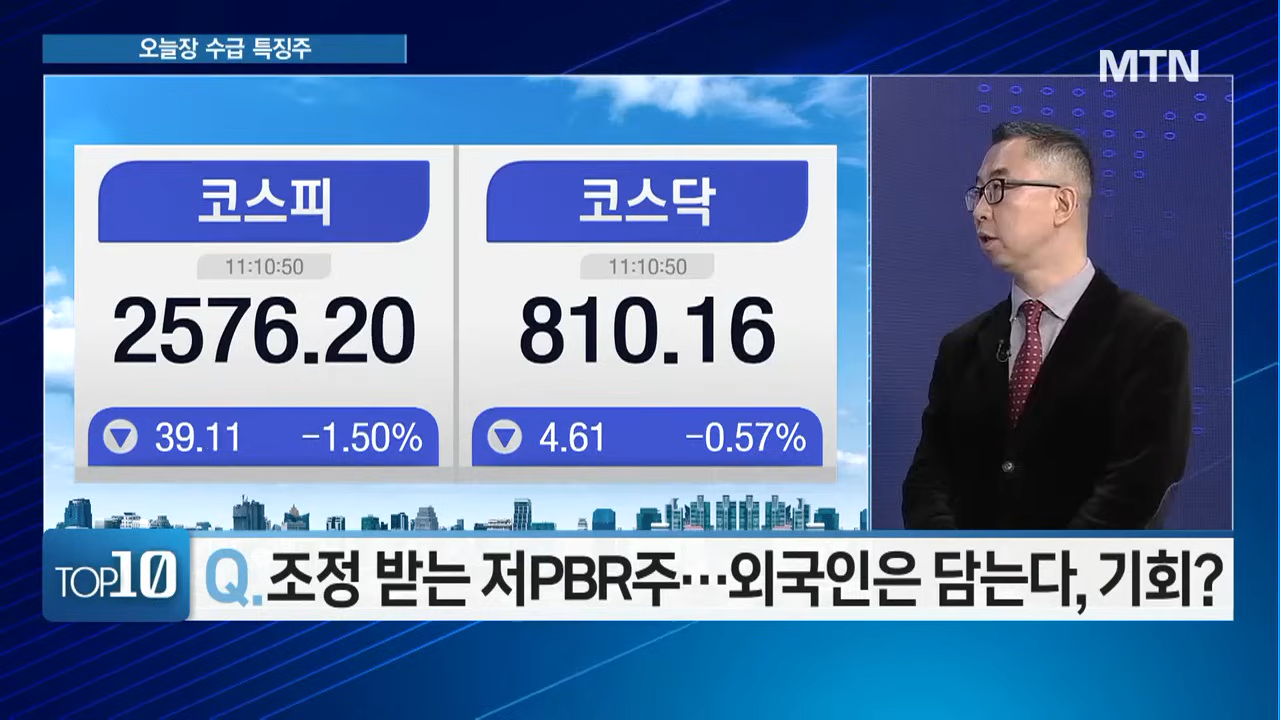 오늘장 수급 특징주
MTN
코스피
11:10:50
2576.20
▼ 39.11 -1.50%
코스닥
11:10:50
810.16
▼ 4.61 -0.57%
TOP10
Q.조정 받는 저PBR주…외국인은 담는다, 기회?